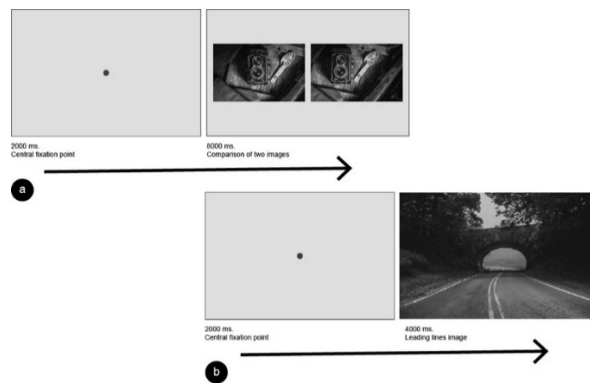 2000 ms.
Central fixation point
8000 ms.
Comparison of two images
a
2000 ms.
Central fixation point
4000 ms.
Leading lines image
b